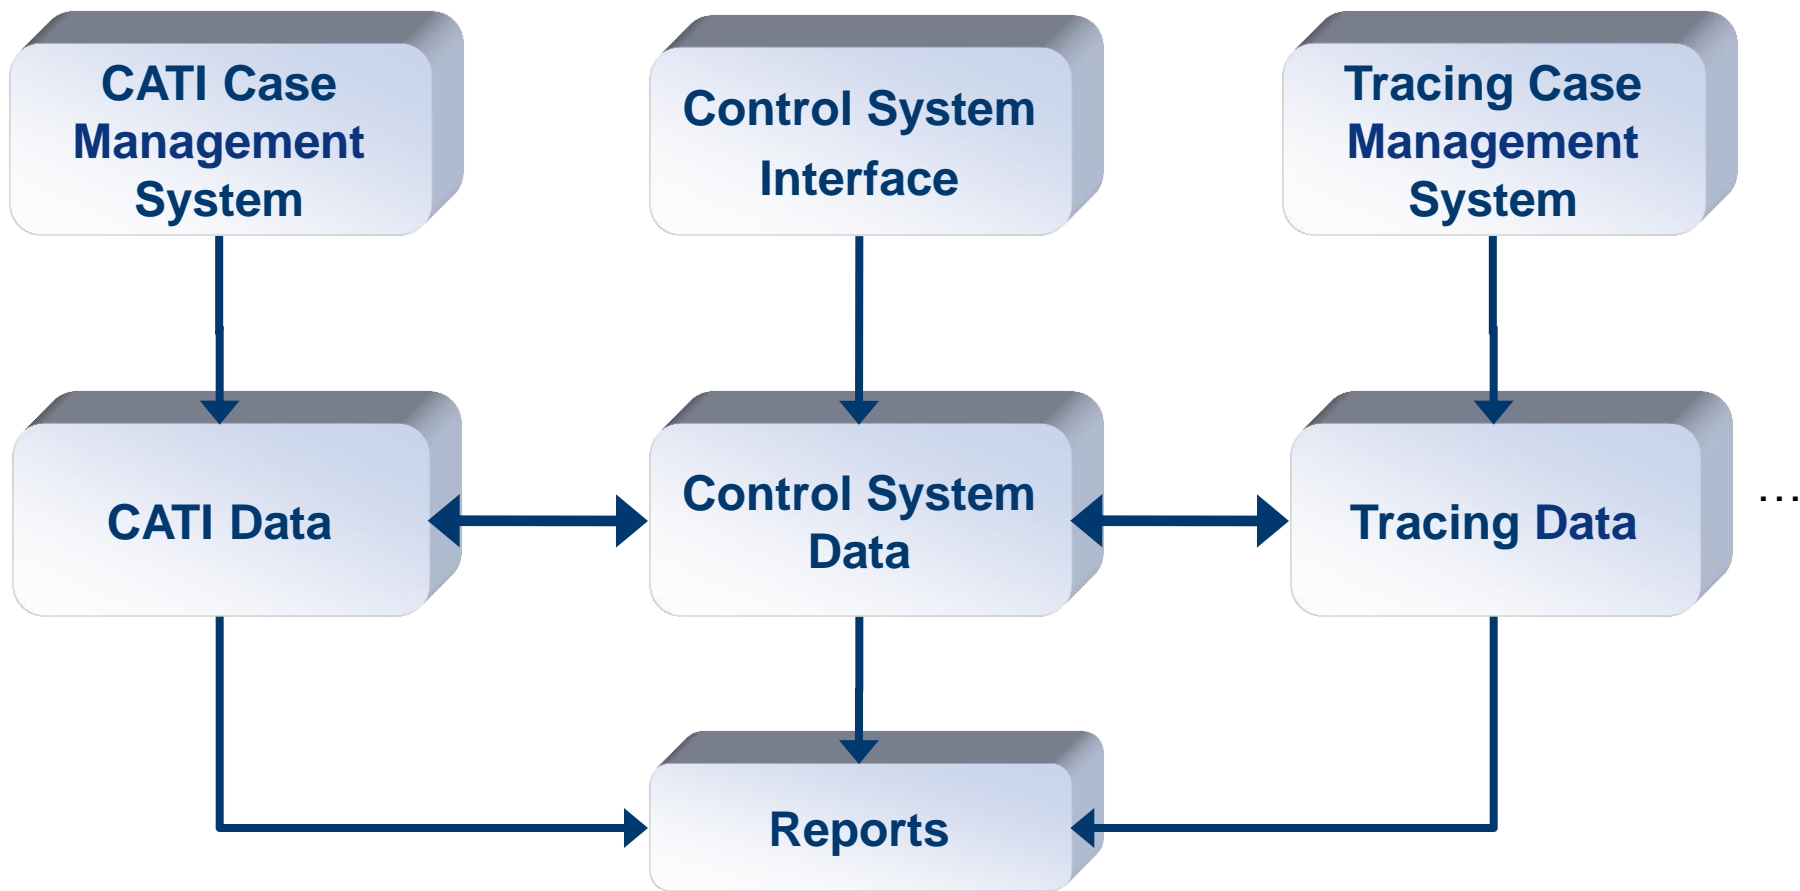 CATI Case
Management
System
Control System
Interface
Tracing Case
Management
System
CATI Data
Control System
Data
Tracing Data
...
Reports